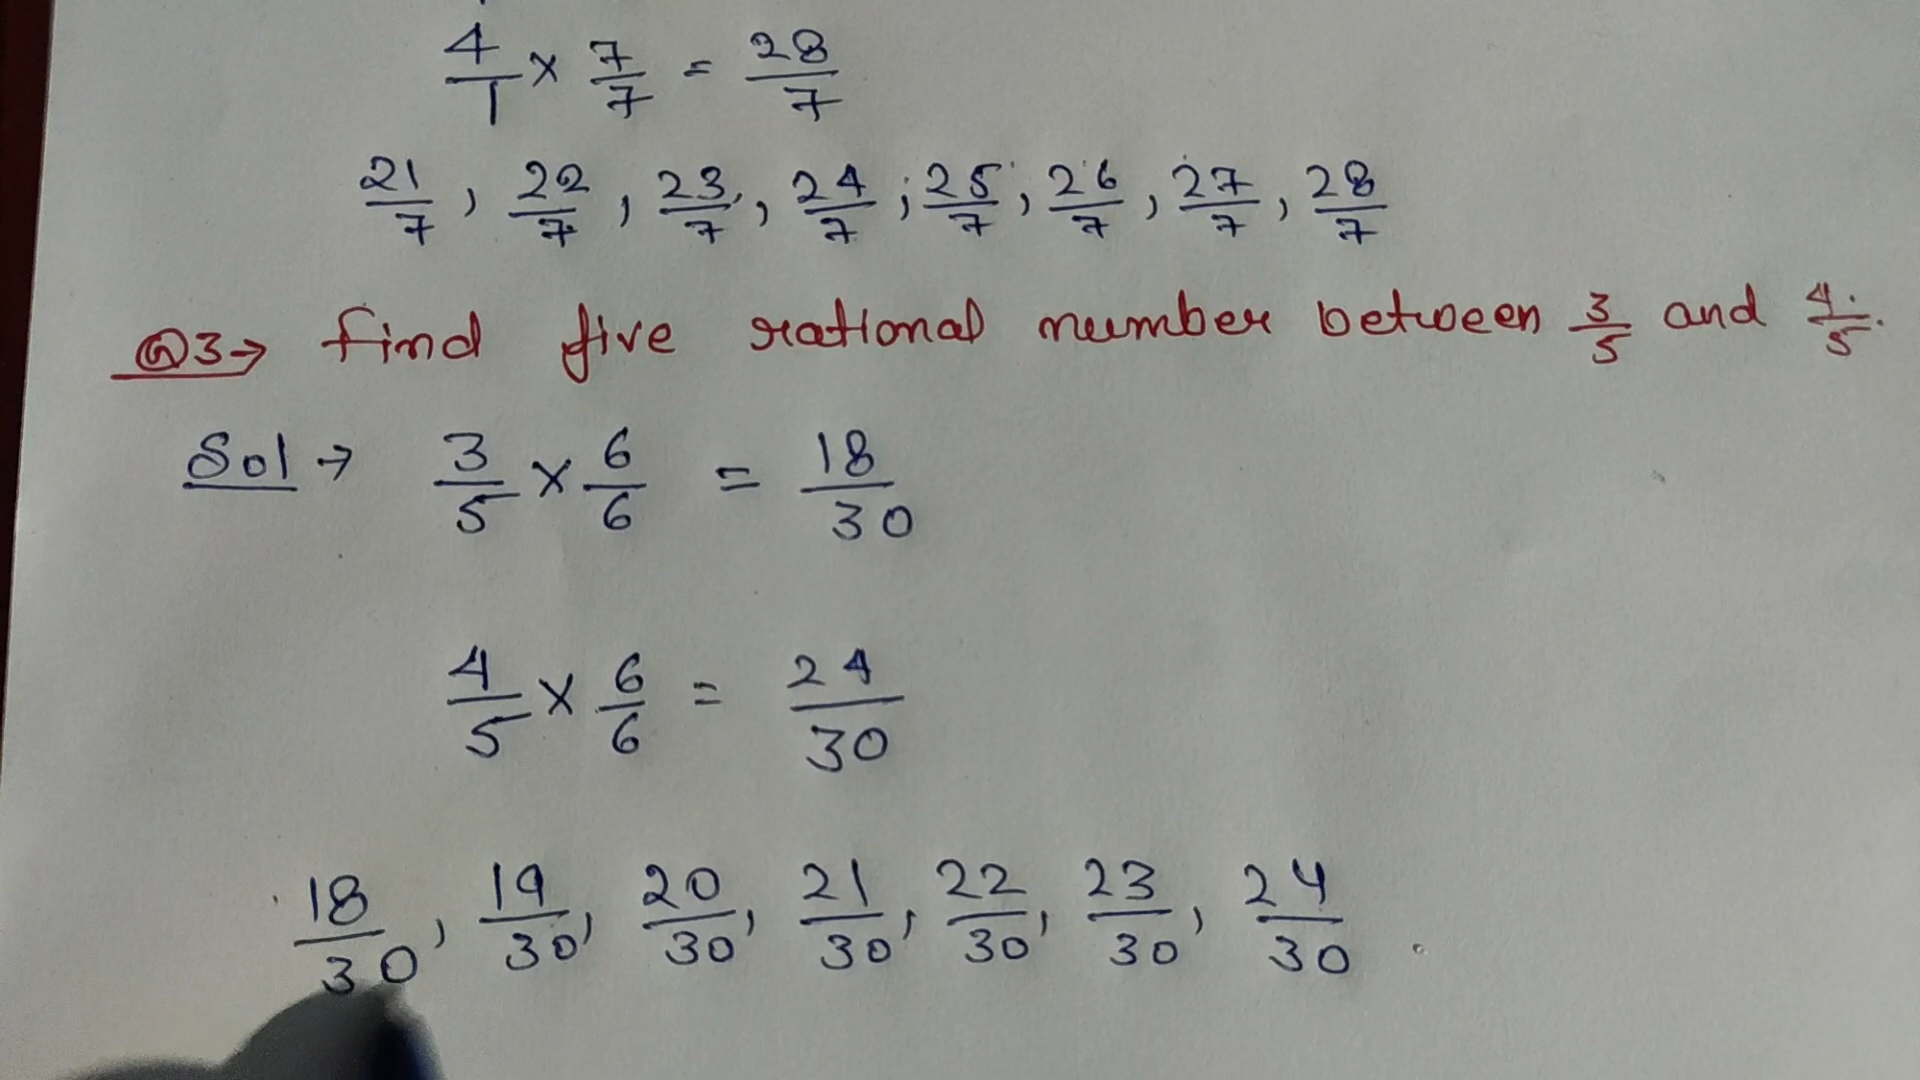 4/1 × 7/7 = 28/7
21/7, 22/7, 23/7, 24/7, 25/7, 26/7, 27/7, 28/7
Q3→ find five rational number between 3/5 and 4/5.
Sol → 3/5 × 6/6 = 18/30
4/5 × 6/6 = 24/30
18/30, 19/30, 20/30, 21/30, 22/30, 23/30, 24/30.